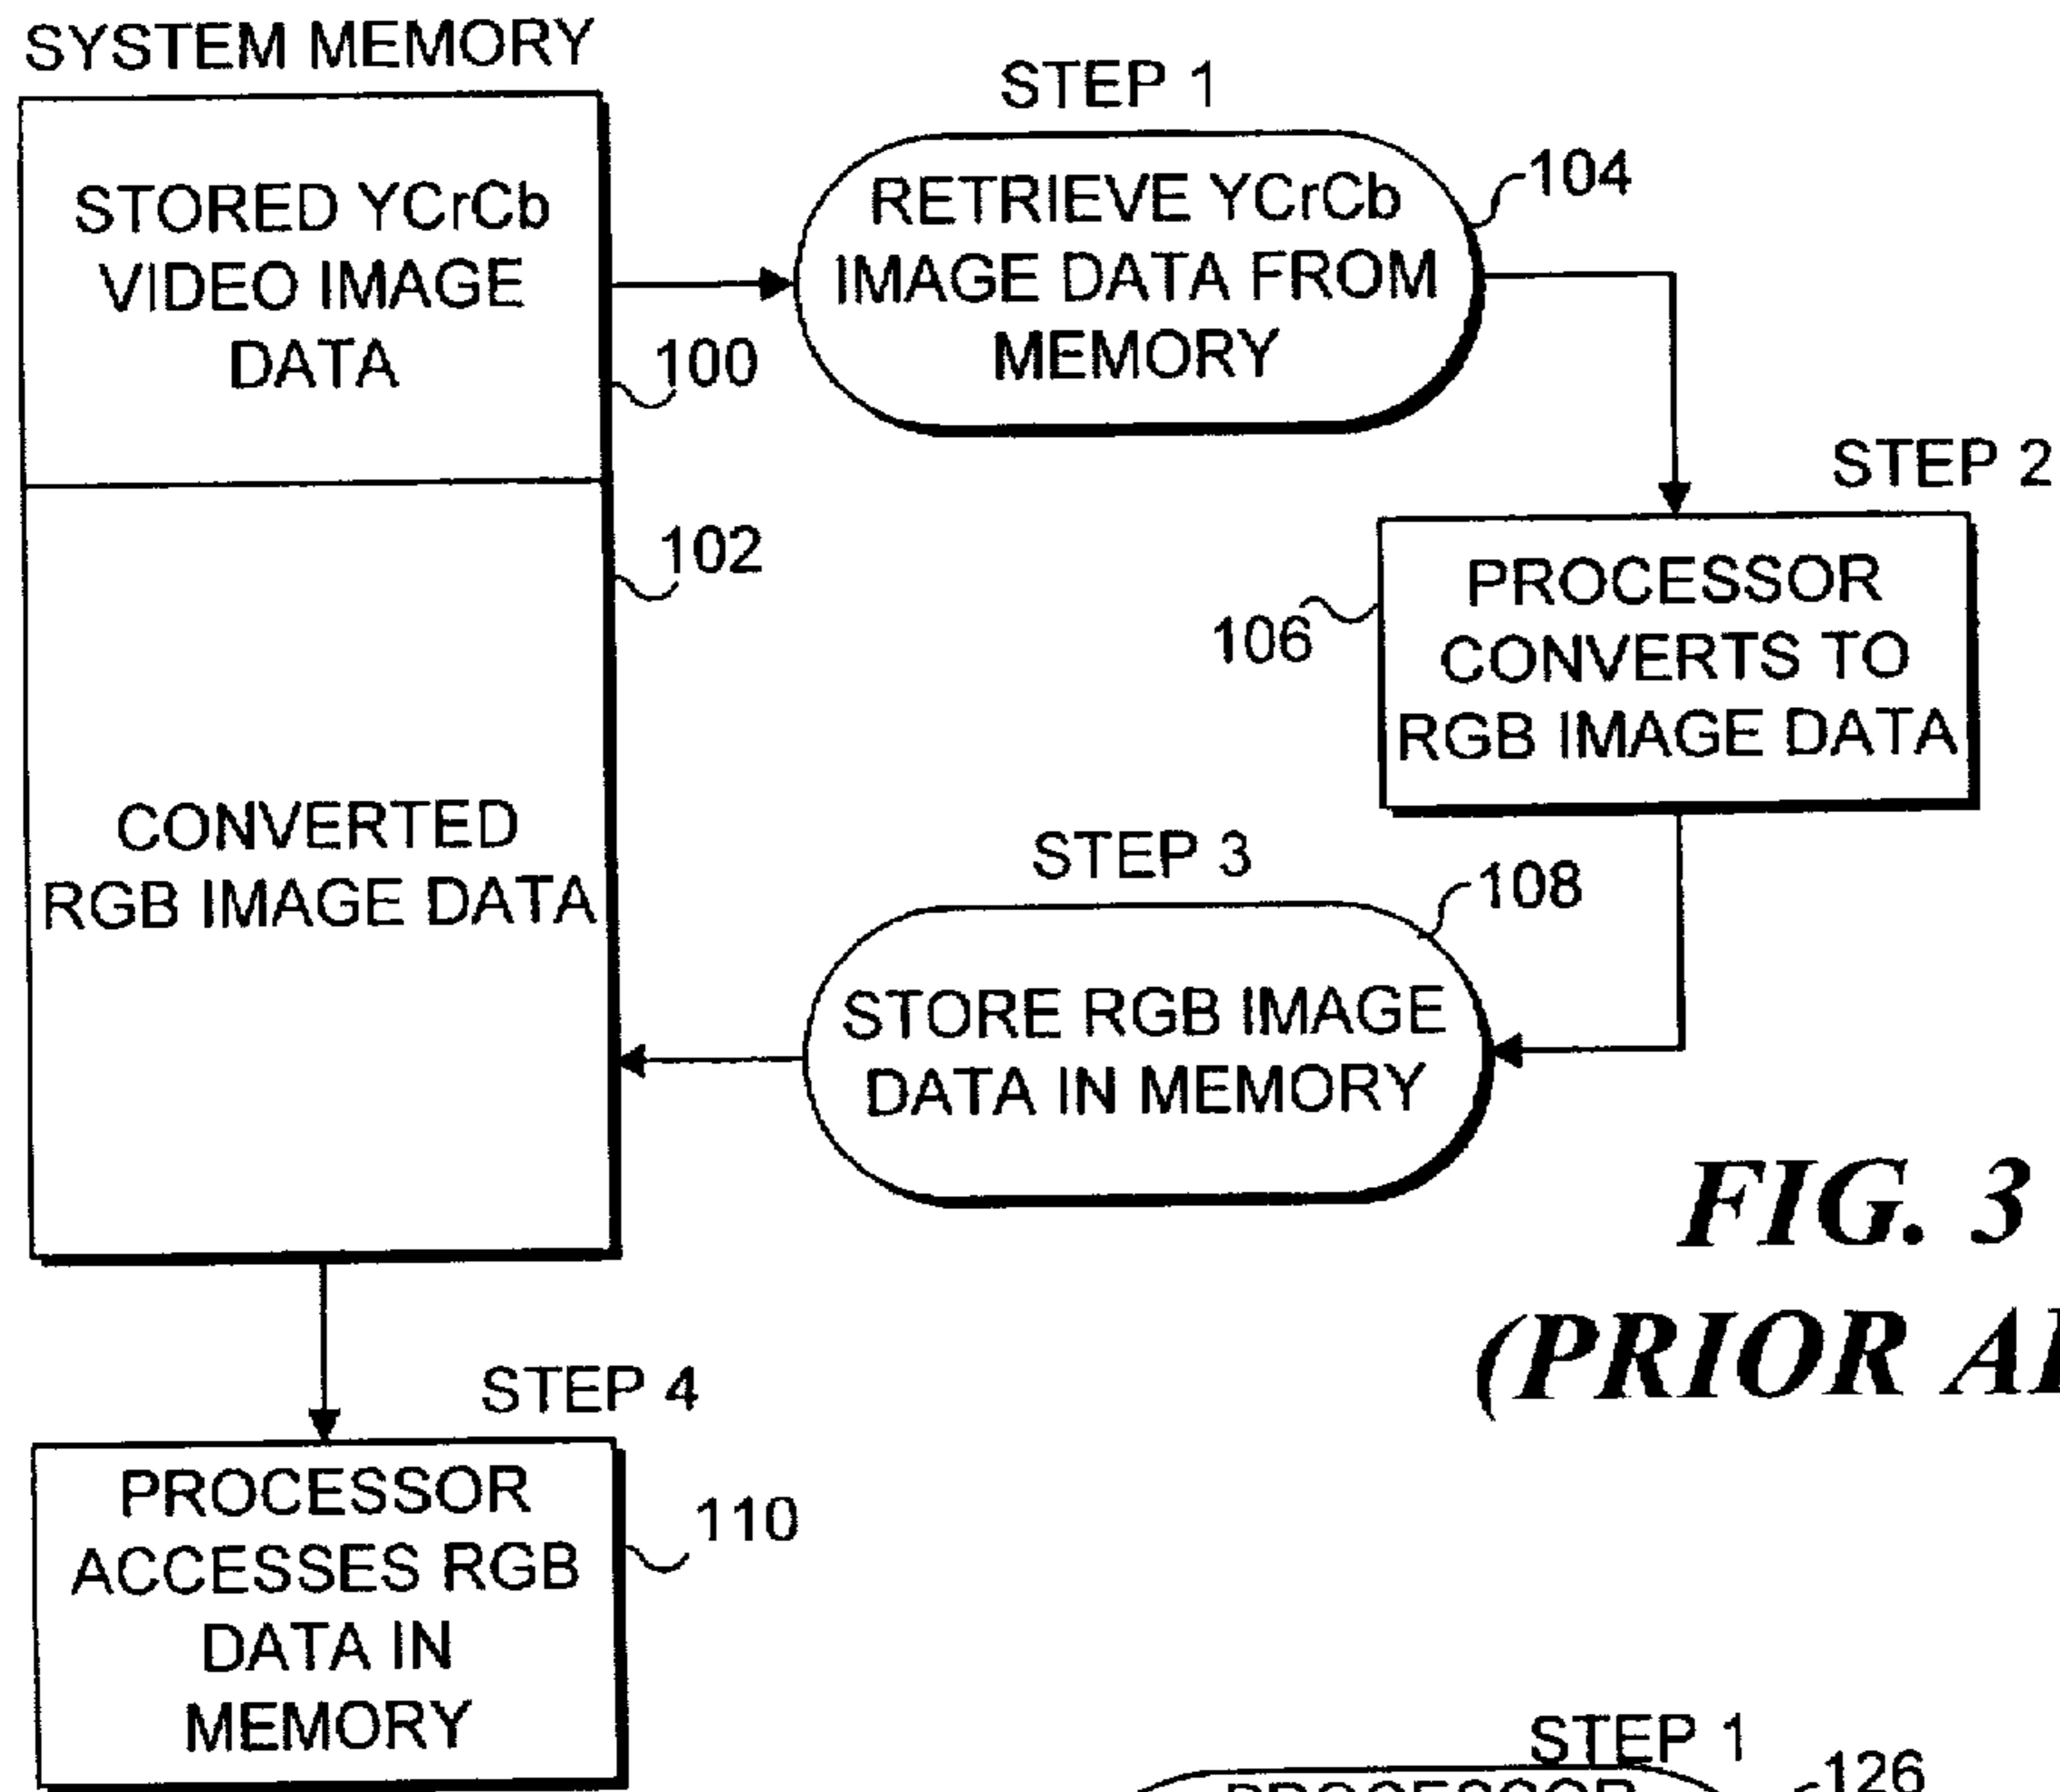 SYSTEM MEMORY
STORED YCrCb
VIDEO IMAGE
DATA
100
STEP 1
RETRIEVE YCrCb
IMAGE DATA FROM
MEMORY
104
STEP 2
PROCESSOR
CONVERTS TO
RGB IMAGE DATA
106
102
CONVERTED
RGB IMAGE DATA
STEP 3
108
STORE RGB IMAGE
DATA IN MEMORY
FIG. 3
(PRIOR
STEP 4
PROCESSOR
ACCESSES RGB
DATA IN
MEMORY
110
STEP 1
126
PROCESSOR